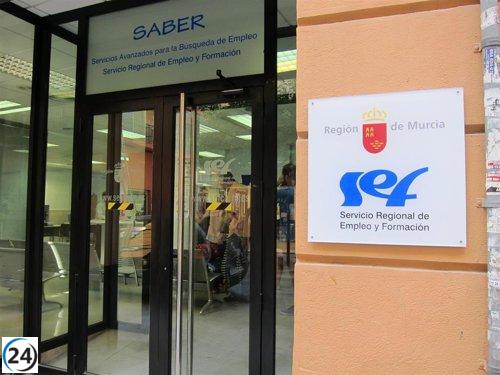 SABER
Servicios Avanzados para la Búsqueda de Empleo
Servicio Regional de Empleo y Formación
Región de Murcia
sef
Servicio Regional de
Empleo y Formación
sef
24